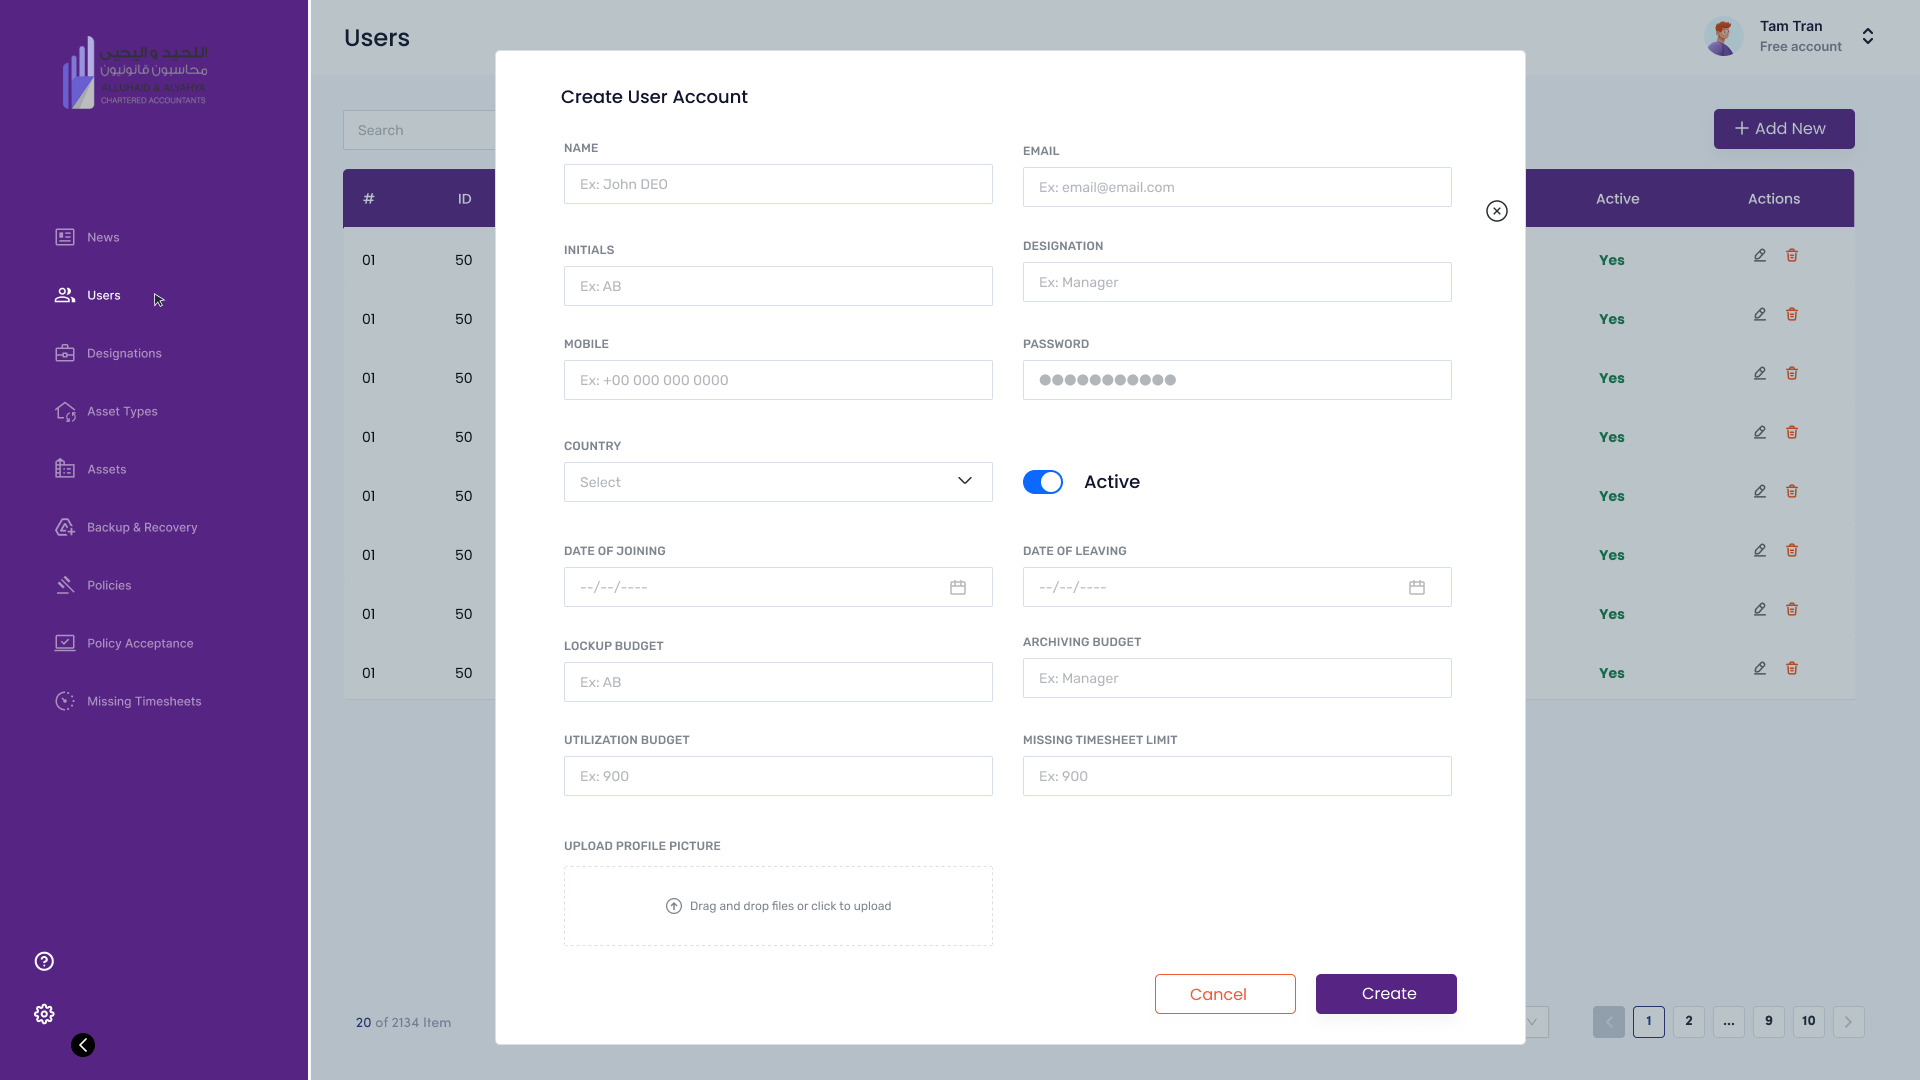 اللحيد و اليحيى
محاسبون قانونيون
ALLUHAID & ALYAHYA
CHARTERED ACCOUNTANTS
News
Users
Designations
Asset Types
Assets
Backup & Recovery
Policies
Policy Acceptance
Missing Timesheets
Users
Tam Tran
Free account
Search
+ Add New
# ID Active Actions
01 50 Yes
01 50 Yes
01 50 Yes
01 50 Yes
01 50 Yes
01 50 Yes
01 50 Yes
01 50 Yes
20 of 2134 Item
1 2 ... 9 10
Create User Account
NAME
Ex: John DEO
EMAIL
Ex: email@email.com
INITIALS
Ex: AB
DESIGNATION
Ex: Manager
MOBILE
Ex: +00 000 000 0000
PASSWORD
●●●●●●●●●●●
COUNTRY
Select
Active
DATE OF JOINING
--/--/----
DATE OF LEAVING
--/--/----
LOCKUP BUDGET
Ex: AB
ARCHIVING BUDGET
Ex: Manager
UTILIZATION BUDGET
Ex: 900
MISSING TIMESHEET LIMIT
Ex: 900
UPLOAD PROFILE PICTURE
Drag and drop files or click to upload
Cancel
Create